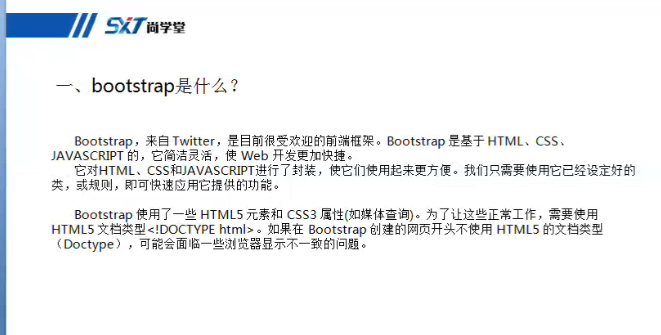 SXT 尚学堂
一、bootstrap是什么？
Bootstrap，来自 Twitter，是目前很受欢迎的前端框架。Bootstrap 是基于 HTML、CSS、
JAVASCRIPT 的，它简洁灵活，使 Web 开发更加快捷。
它对HTML、CSS和JAVASCRIPT进行了封装，使它们使用起来更方便。我们只需要使用它已经设定好的
类，或规则，即可快速应用它提供的功能。
Bootstrap 使用了一些 HTML5 元素和 CSS3 属性(如媒体查询)。为了让这些正常工作，需要使用
HTML5 文档类型<!DOCTYPE html>。如果在 Bootstrap 创建的网页开头不使用 HTML5 的文档类型
（Doctype），可能会面临一些浏览器显示不一致的问题。